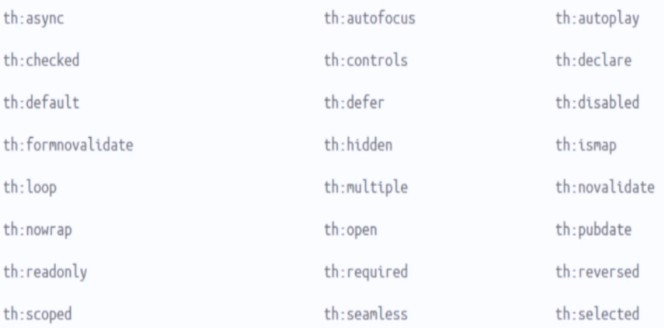 th:async th:autofocus th:autoplay
th:checked th:controls th:declare
th:default th:defer th:disabled
th:formnovalidate th:hidden th:ismap
th:loop th:multiple th:novalidate
th:nowrap th:open th:pubdate
th:readonly th:required th:reversed
th:scoped th:seamless th:selected